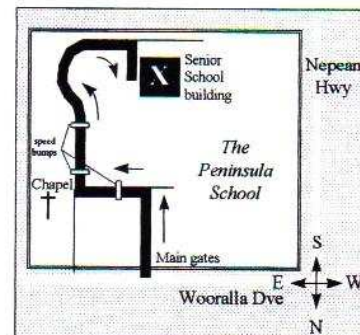 X
Senior
School
building
Nepean
Hwy
speed
bumps
The
Peninsula
School
Chapel
Main gates
S
E
W
Wooralla Dve
N